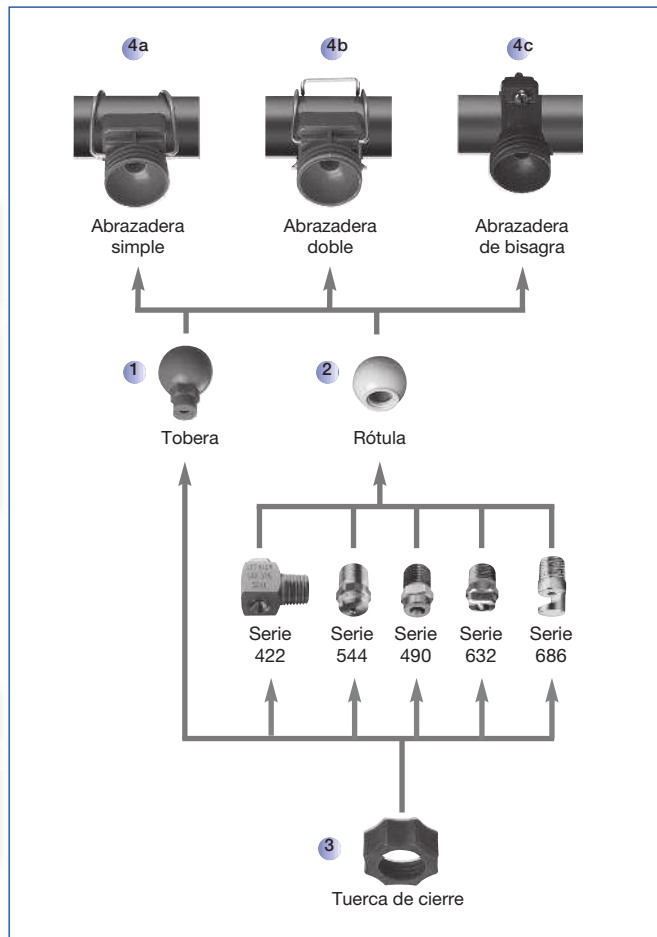 4a
4b
4c
Abrazadera
simple
Abrazadera
doble
Abrazadera
de bisagra
1
2
Tobera
Rótula
Serie
422
Serie
544
Serie
490
Serie
632
Serie
686
3
Tuerca de cierre